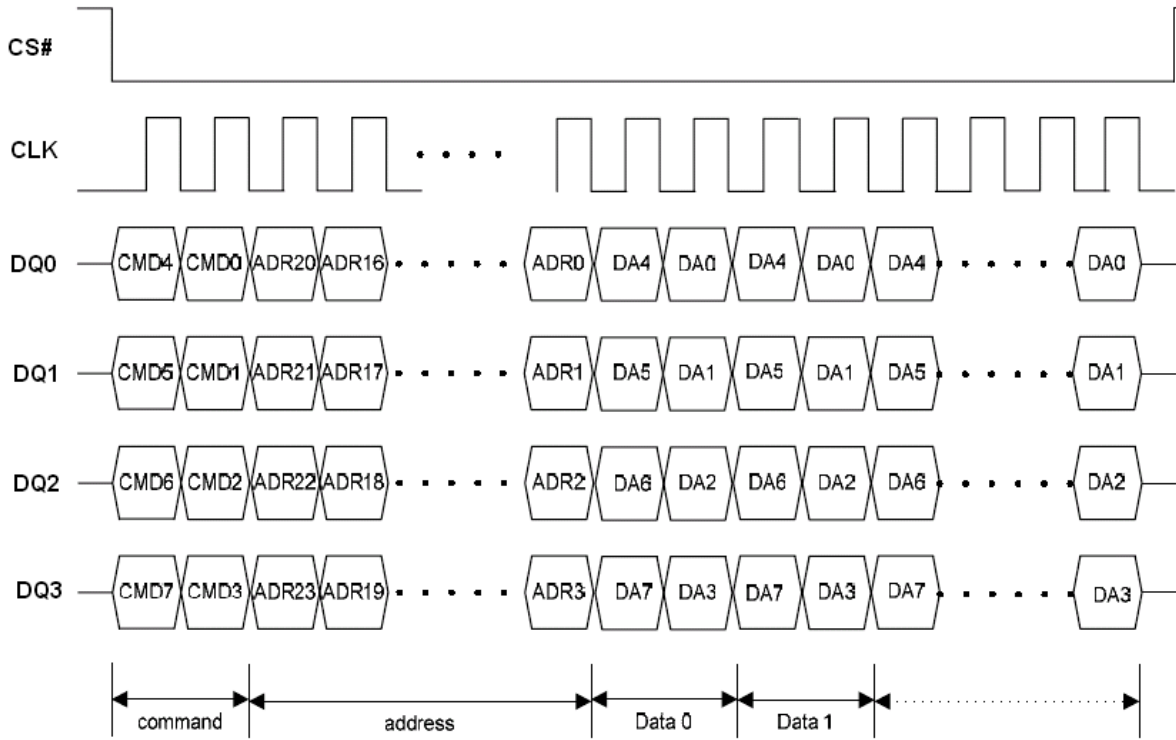 CS#
CLK
DQ0 CMD4 CMD0 ADR20 ADR16 ADR0 DA4 DA0 DA4 DA0 DA4 DA0
DQ1 CMD5 CMD1 ADR21 ADR17 ADR1 DA5 DA1 DA5 DA1 DA5 DA1
DQ2 CMD6 CMD2 ADR22 ADR18 ADR2 DA6 DA2 DA6 DA2 DA6 DA2
DQ3 CMD7 CMD3 ADR23 ADR19 ADR3 DA7 DA3 DA7 DA3 DA7 DA3
command address Data 0 Data 1